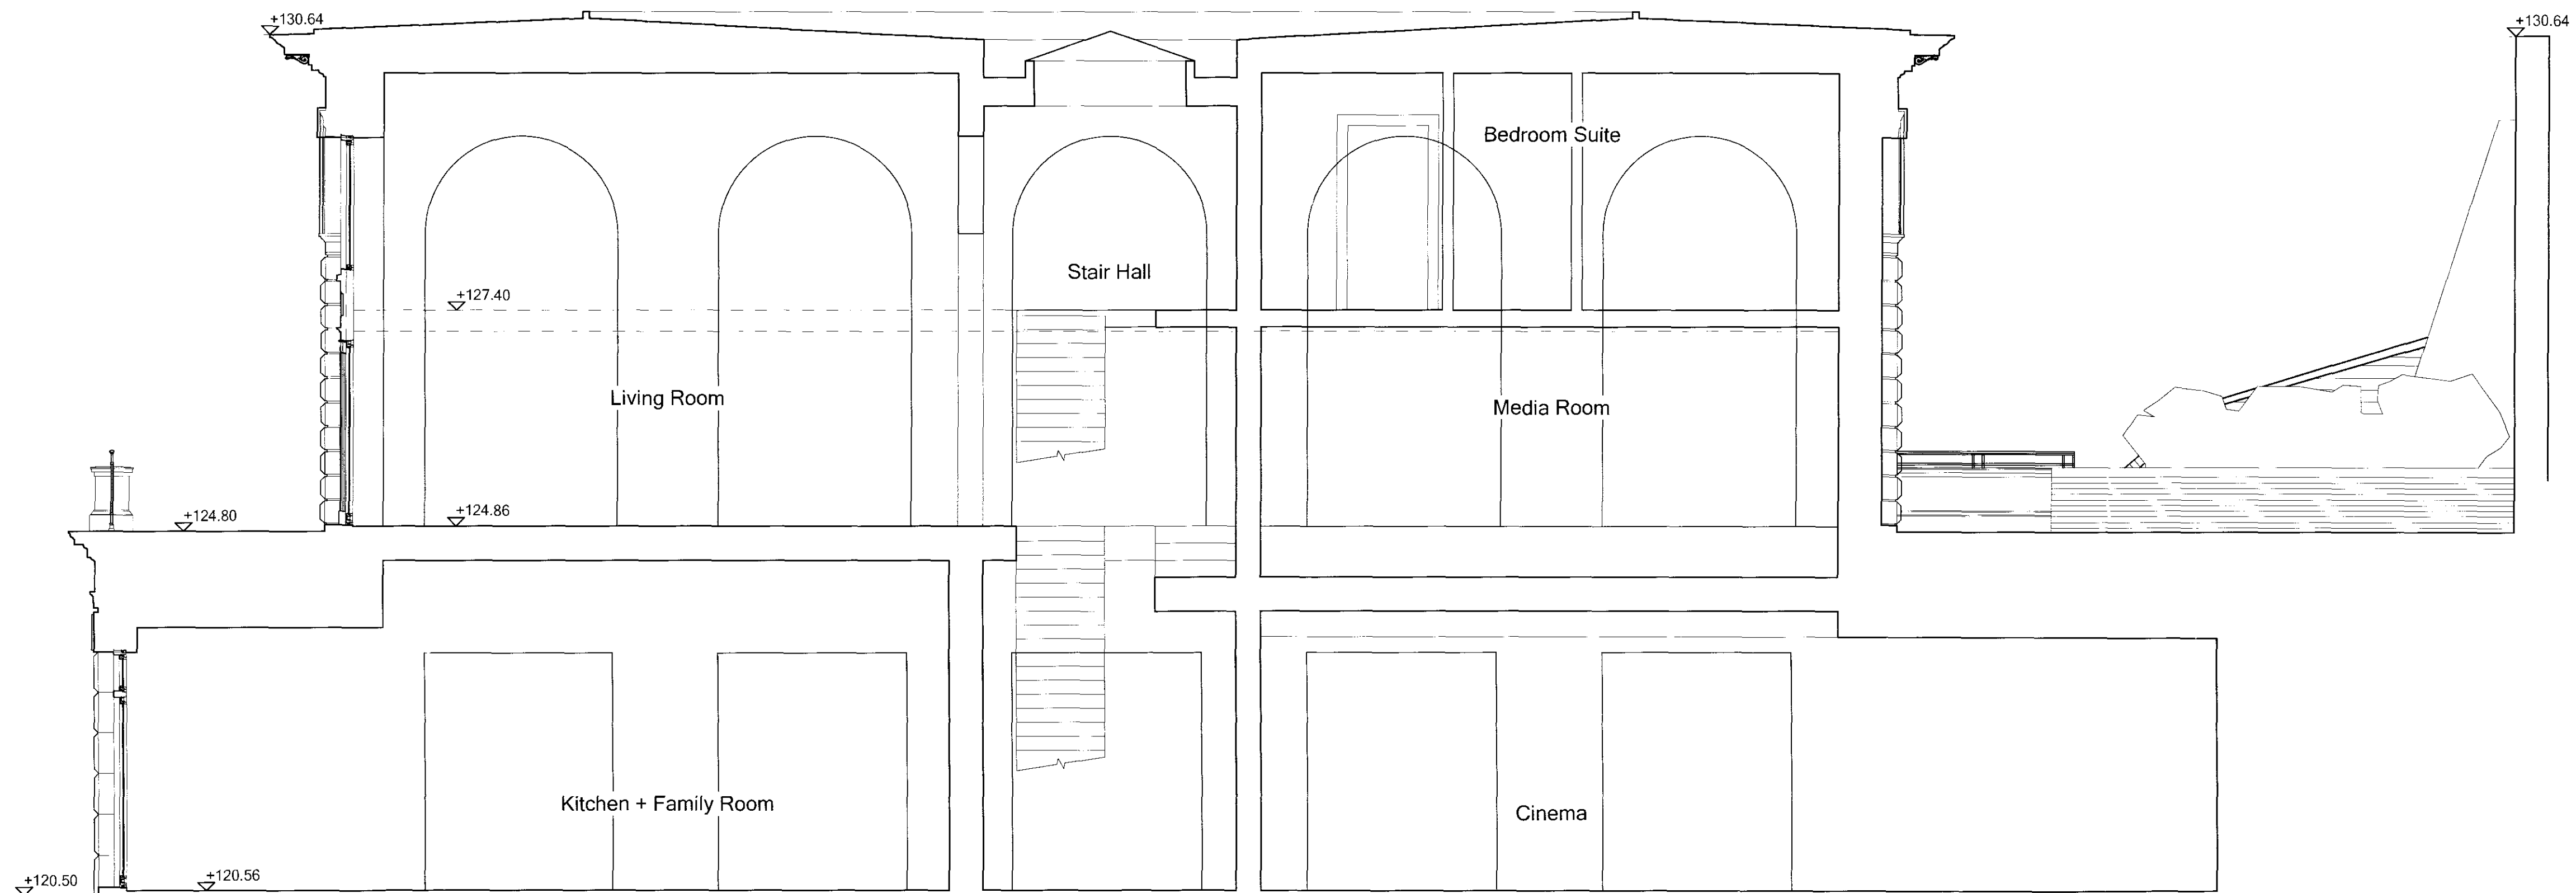 +130.64
+130.64
Bedroom Suite
Stair Hall
+127.40
Living Room
Media Room
+124.80
+124.86
Kitchen + Family Room
Cinema
+120.50
+120.56